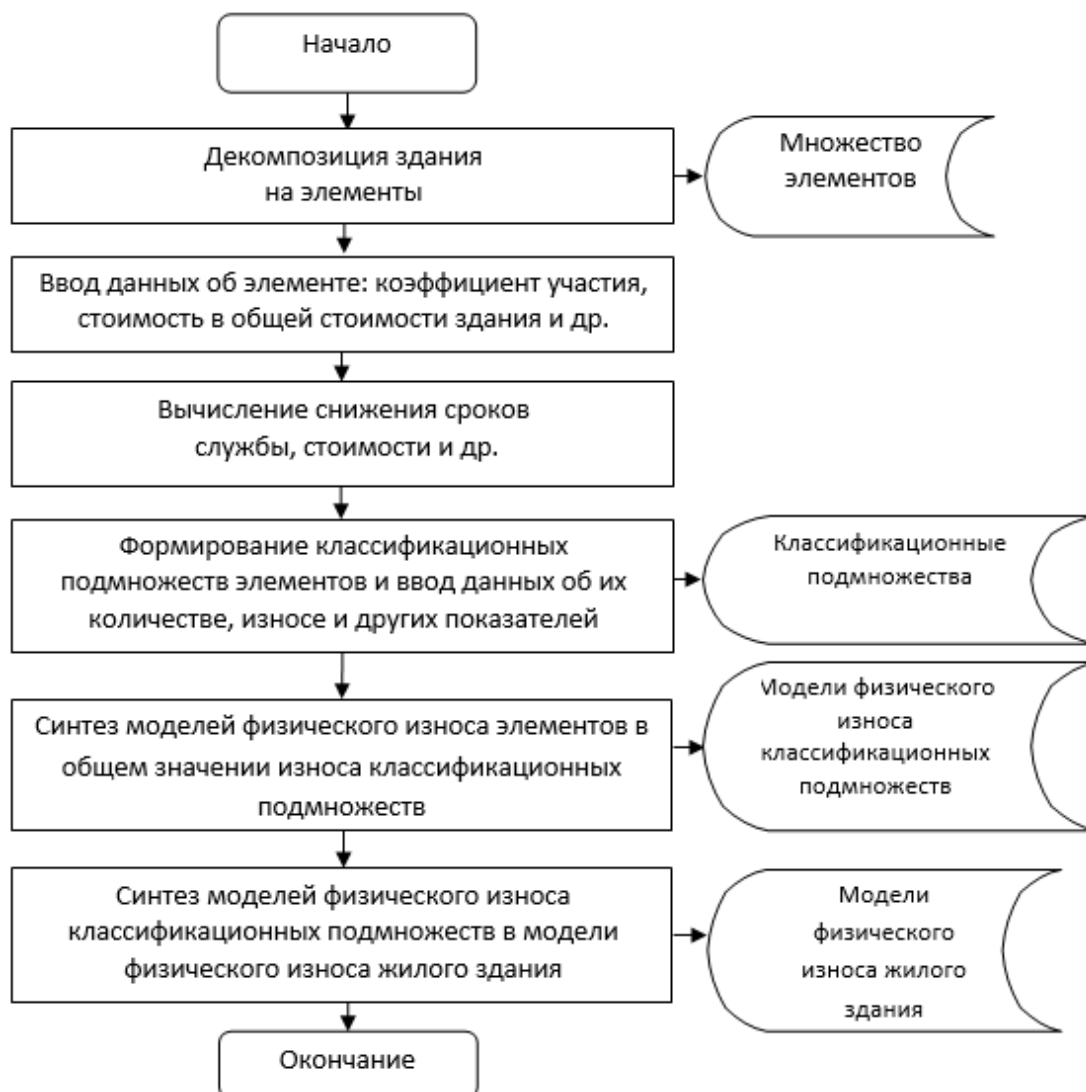 Начало
Декомпозиция здания
на элементы
Множество
элементов
Ввод данных об элементе: коэффициент участия,
стоимость в общей стоимости здания и др.
Вычисление снижения сроков
службы, стоимости и др.
Формирование классификационных
подмножеств элементов и ввод данных об их
количестве, износе и других показателей
Классификационные
подмножества
Синтез моделей физического износа элементов в
общем значении износа классификационных
подмножеств
Модели физического
износа
классификационных
подмножеств
Синтез моделей физического износа
классификационных подмножеств в модели
физического износа жилого здания
Модели
физического
износа жилого
здания
Окончание